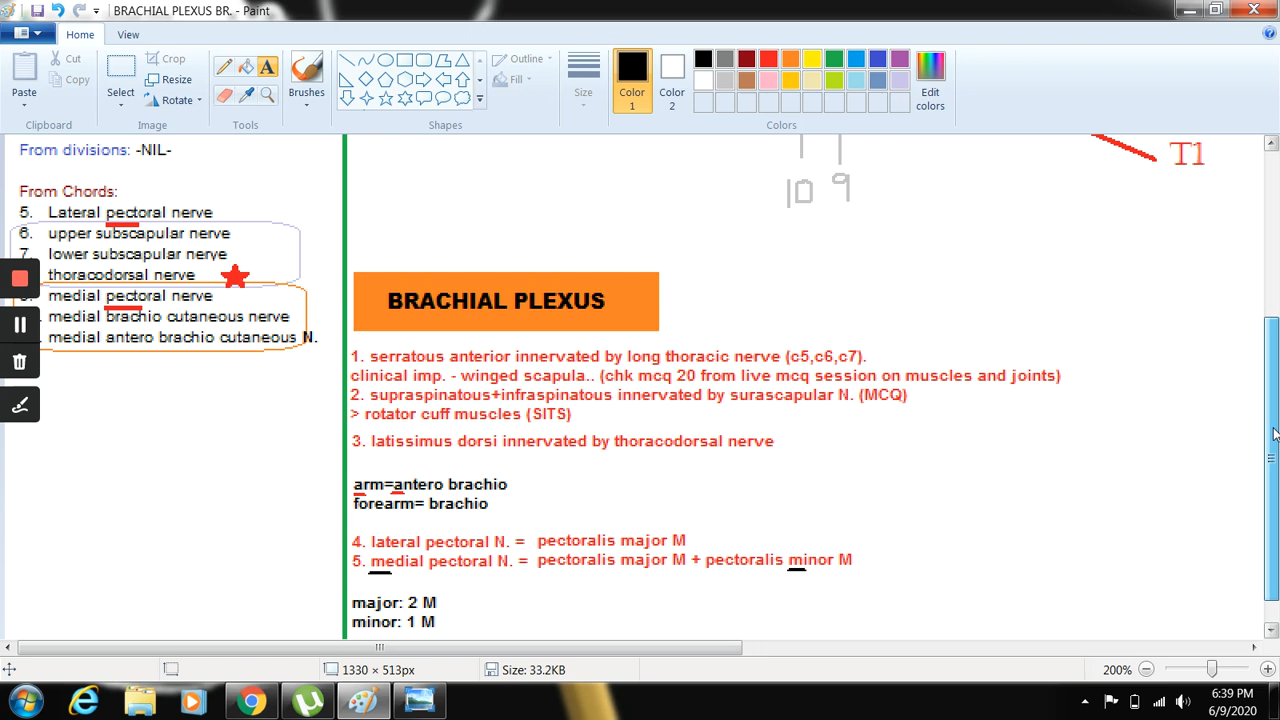 BRACHIAL PLEXUS BR. - Paint
Home
View
Paste
Cut
Copy
Clipboard
Select
Crop
Resize
Rotate
Image
A
Tools
Brushes
Shapes
Outline
Fill
Size
Color 1
Color 2
Edit colors
Colors
From divisions: -NIL-
From Chords:
5. Lateral pectoral nerve
6. upper subscapular nerve
7. lower subscapular nerve
thoracodorsal nerve
medial pectoral nerve
medial brachio cutaneous nerve
medial antero brachio cutaneous N.
T1
10 9
BRACHIAL PLEXUS
1. serratous anterior innervated by long thoracic nerve (c5,c6,c7).
clinical imp. - winged scapula.. (chk mcq 20 from live mcq session on muscles and joints)
2. supraspinatous+infraspinatous innervated by surascapular N. (MCQ)
> rotator cuff muscles (SITS)
3. latissimus dorsi innervated by thoracodorsal nerve
arm=antero brachio
forearm= brachio
4. lateral pectoral N. = pectoralis major M
5. medial pectoral N. = pectoralis major M + pectoralis minor M
major: 2 M
minor: 1 M
1330 × 513px
Size: 33.2KB
200%
6:39 PM
6/9/2020